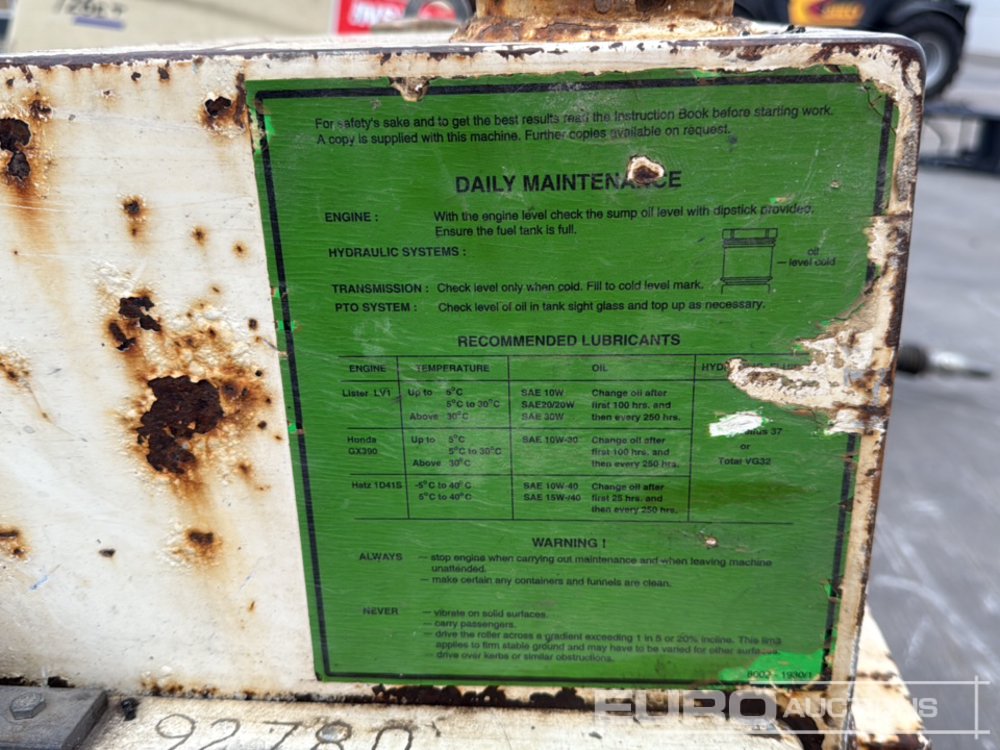 For safety's sake and to get the best results read the Instruction Book before starting work.
A copy is supplied with this machine. Further copies available on request.
DAILY MAINTENANCE
ENGINE : With the engine level check the sump oil level with dipstick provided.
Ensure the fuel tank is full.
HYDRAULIC SYSTEMS :
oil
— level cold
TRANSMISSION : Check level only when cold. Fill to cold level mark.
PTO SYSTEM : Check level of oil in tank sight glass and top up as necessary.
RECOMMENDED LUBRICANTS
ENGINE TEMPERATURE OIL HYD
Lister LV1 Up to 5°C SAE 10W Change oil after
5°C to 30°C SAE20/20W first 100 hrs. and
Above 30°C SAE 30W then every 250 hrs.
37
Honda Up to 5°C SAE 10W-30 Change oil after or
GX390 5°C to 30°C first 100 hrs. and
Above 30°C then every 250 hrs. Total VG32
Hatz 1D41S -5°C to 40°C SAE 10W-40 Change oil after
5°C to 40°C SAE 15W-/40 first 25 hrs. and
then every 250 hrs.
WARNING !
ALWAYS — stop engine when carrying out maintenance and when leaving machine
unattended.
— make certain any containers and funnels are clean.
NEVER — vibrate on solid surfaces.
— carry passengers.
— drive the roller across a gradient exceeding 1 in 5 or 20% incline. This limit
applies to firm stable ground and may have to be varied for other surfaces.
— drive over kerbs or similar obstructions.
8002 - 1930/1
92780
EURO AUCTIONS